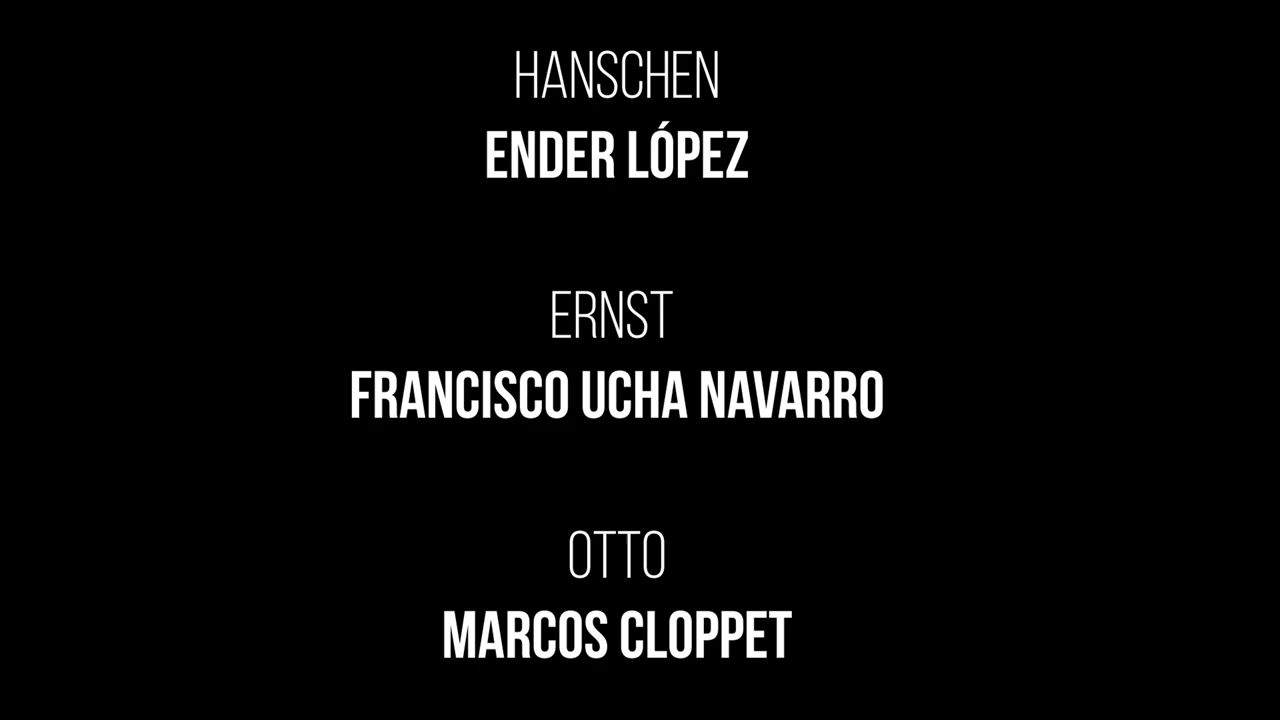 HANSCHEN
ENDER LÓPEZ
ERNST
FRANCISCO UCHA NAVARRO
OTTO
MARCOS CLOPPET